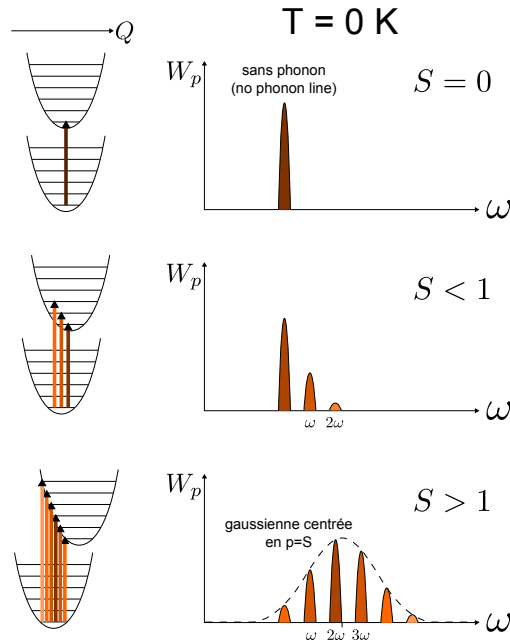 T = 0 K
Q
W_p
sans phonon
(no phonon line)
S = 0
ω
W_p
S < 1
ω
ω 2ω
W_p
S > 1
gaussienne centrée
en p=S
ω
ω 2ω 3ω